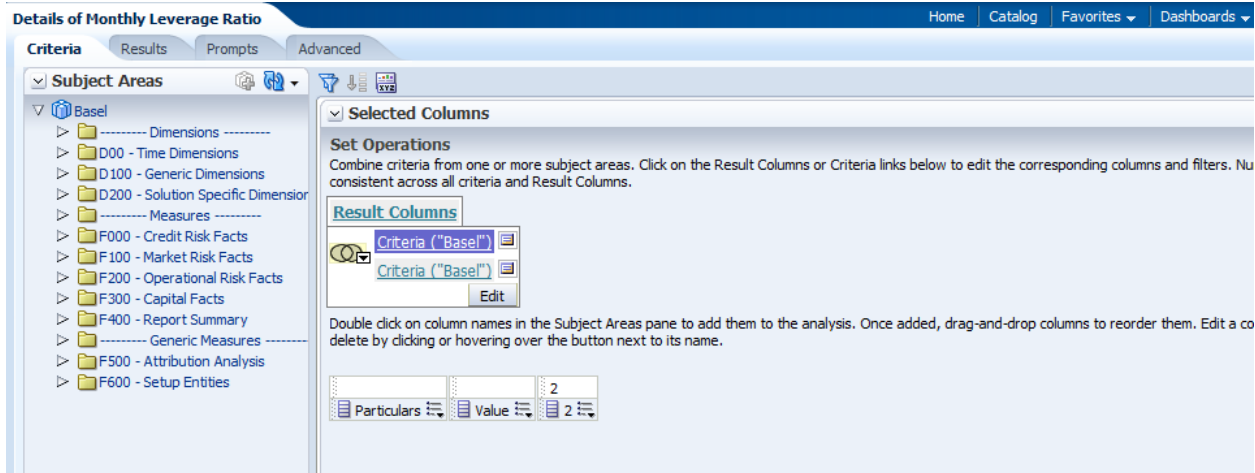 Details of Monthly Leverage Ratio
Home Catalog Favorites Dashboards
Criteria Results Prompts Advanced
Subject Areas
Basel
--------- Dimensions ---------
D00 - Time Dimensions
D100 - Generic Dimensions
D200 - Solution Specific Dimension
--------- Measures ---------
F000 - Credit Risk Facts
F100 - Market Risk Facts
F200 - Operational Risk Facts
F300 - Capital Facts
F400 - Report Summary
--------- Generic Measures --------
F500 - Attribution Analysis
F600 - Setup Entities
XYZ
Selected Columns
Set Operations
Combine criteria from one or more subject areas. Click on the Result Columns or Criteria links below to edit the corresponding columns and filters. Nu
consistent across all criteria and Result Columns.
Result Columns
Criteria ("Basel")
Criteria ("Basel")
Edit
Double click on column names in the Subject Areas pane to add them to the analysis. Once added, drag-and-drop columns to reorder them. Edit a co
delete by clicking or hovering over the button next to its name.
2
Particulars Value 2